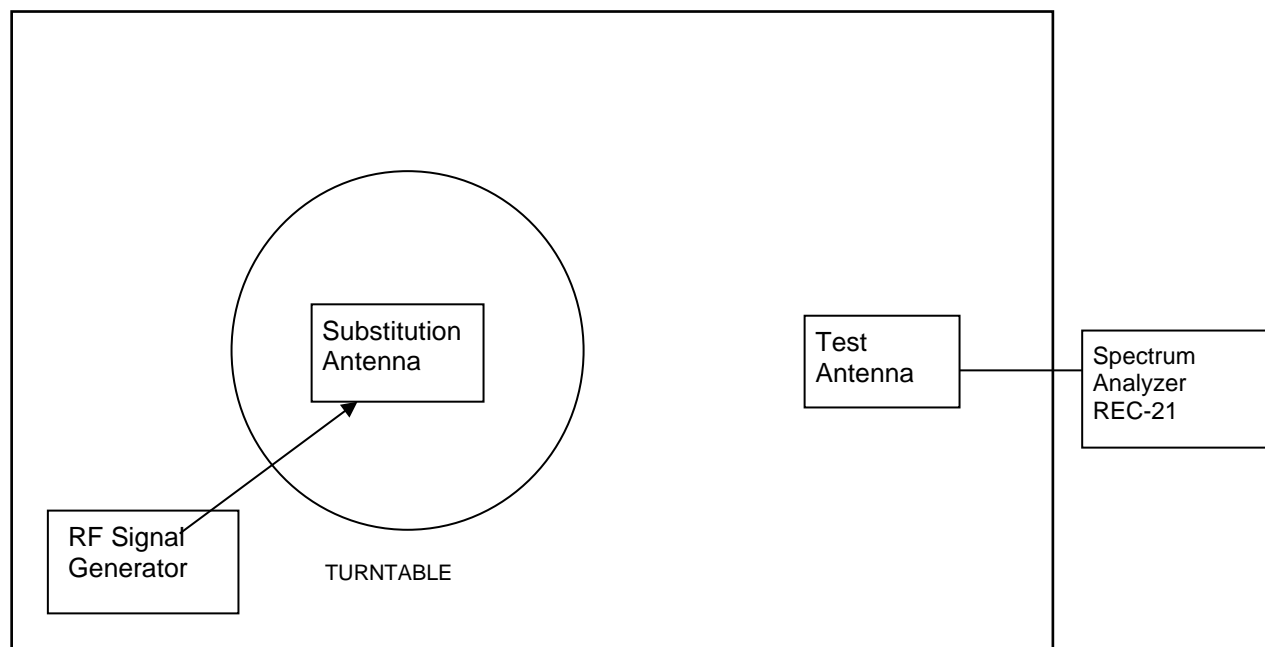 Substitution
Antenna
Test
Antenna
Spectrum
Analyzer
REC-21
RF Signal
Generator
TURNTABLE